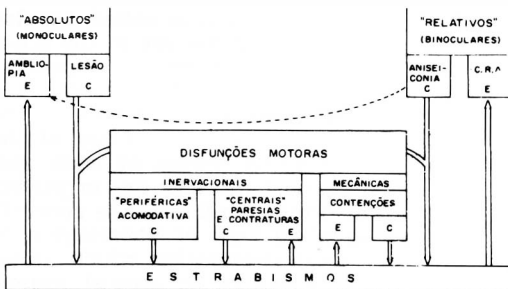 "ABSOLUTOS"
(MONOCULARES)
AMBLIO-
PIA
E
LESÃO
C
"RELATIVOS"
(BINOCULARES)
ANISEI-
CONIA
C
C.R.^
E
DISFUNÇÕES MOTORAS
INERVACIONAIS
MECÂNICAS
"PERIFÉRICAS"
ACOMODATIVA
C
"CENTRAIS"
PARESIAS
E CONTRATURAS
C E
CONTENÇÕES
E C
ESTRABISMOS